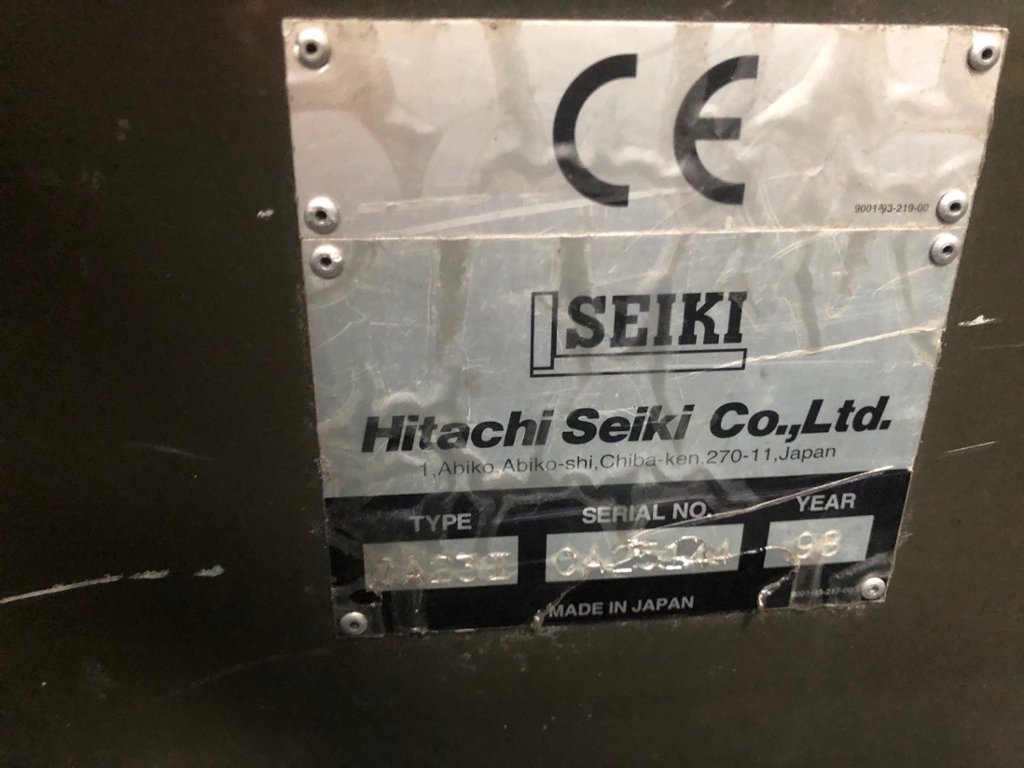 CE
9001-93-219-00
SEIKI
Hitachi Seiki Co.,Ltd.
1,Abiko,Abiko-shi,Chiba-ken,270-11,Japan
TYPE SERIAL NO. YEAR
98
MADE IN JAPAN